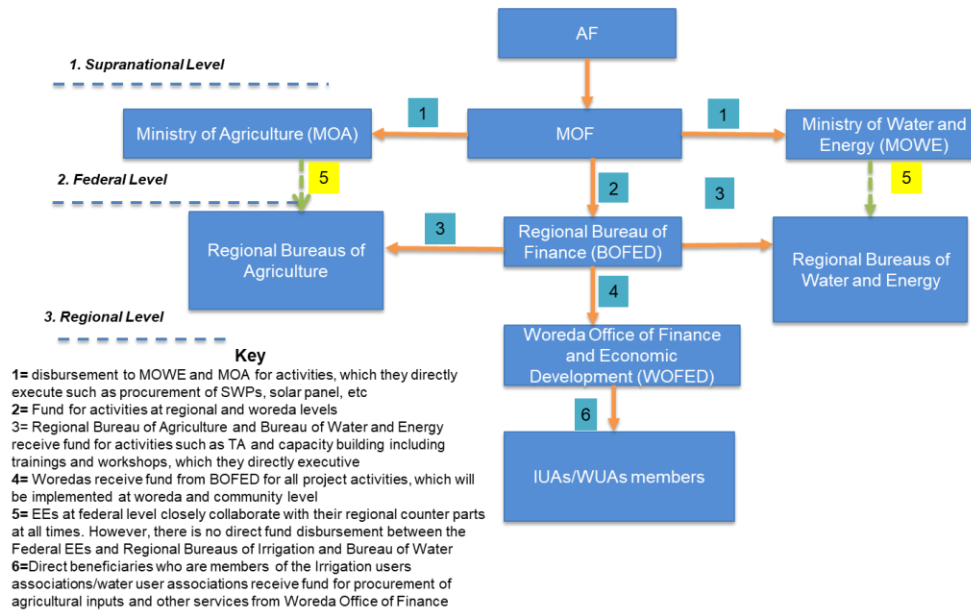 AF
1. Supranational Level
1
1
Ministry of Agriculture (MOA)
MOF
Ministry of Water and
Energy (MOWE)
5
5
2. Federal Level
2
3
3
Regional Bureaus of
Agriculture
Regional Bureau of
Finance (BOFED)
Regional Bureaus of
Water and Energy
4
3. Regional Level
Woreda Office of Finance
and Economic
Development (WOFED)
6
IUAs/WUAs members
Key
1= disbursement to MOWE and MOA for activities, which they directly
execute such as procurement of SWPs, solar panel, etc
2= Fund for activities at regional and woreda levels
3= Regional Bureau of Agriculture and Bureau of Water and Energy
receive fund for activities such as TA and capacity building including
trainings and workshops, which they directly executive
4= Woredas receive fund from BOFED for all project activities, which will
be implemented at woreda and community level
5= EEs at federal level closely collaborate with their regional counter parts
at all times. However, there is no direct fund disbursement between the
Federal EEs and Regional Bureaus of Irrigation and Bureau of Water
6=Direct beneficiaries who are members of the Irrigation users
associations/water user associations receive fund for procurement of
agricultural inputs and other services from Woreda Office of Finance